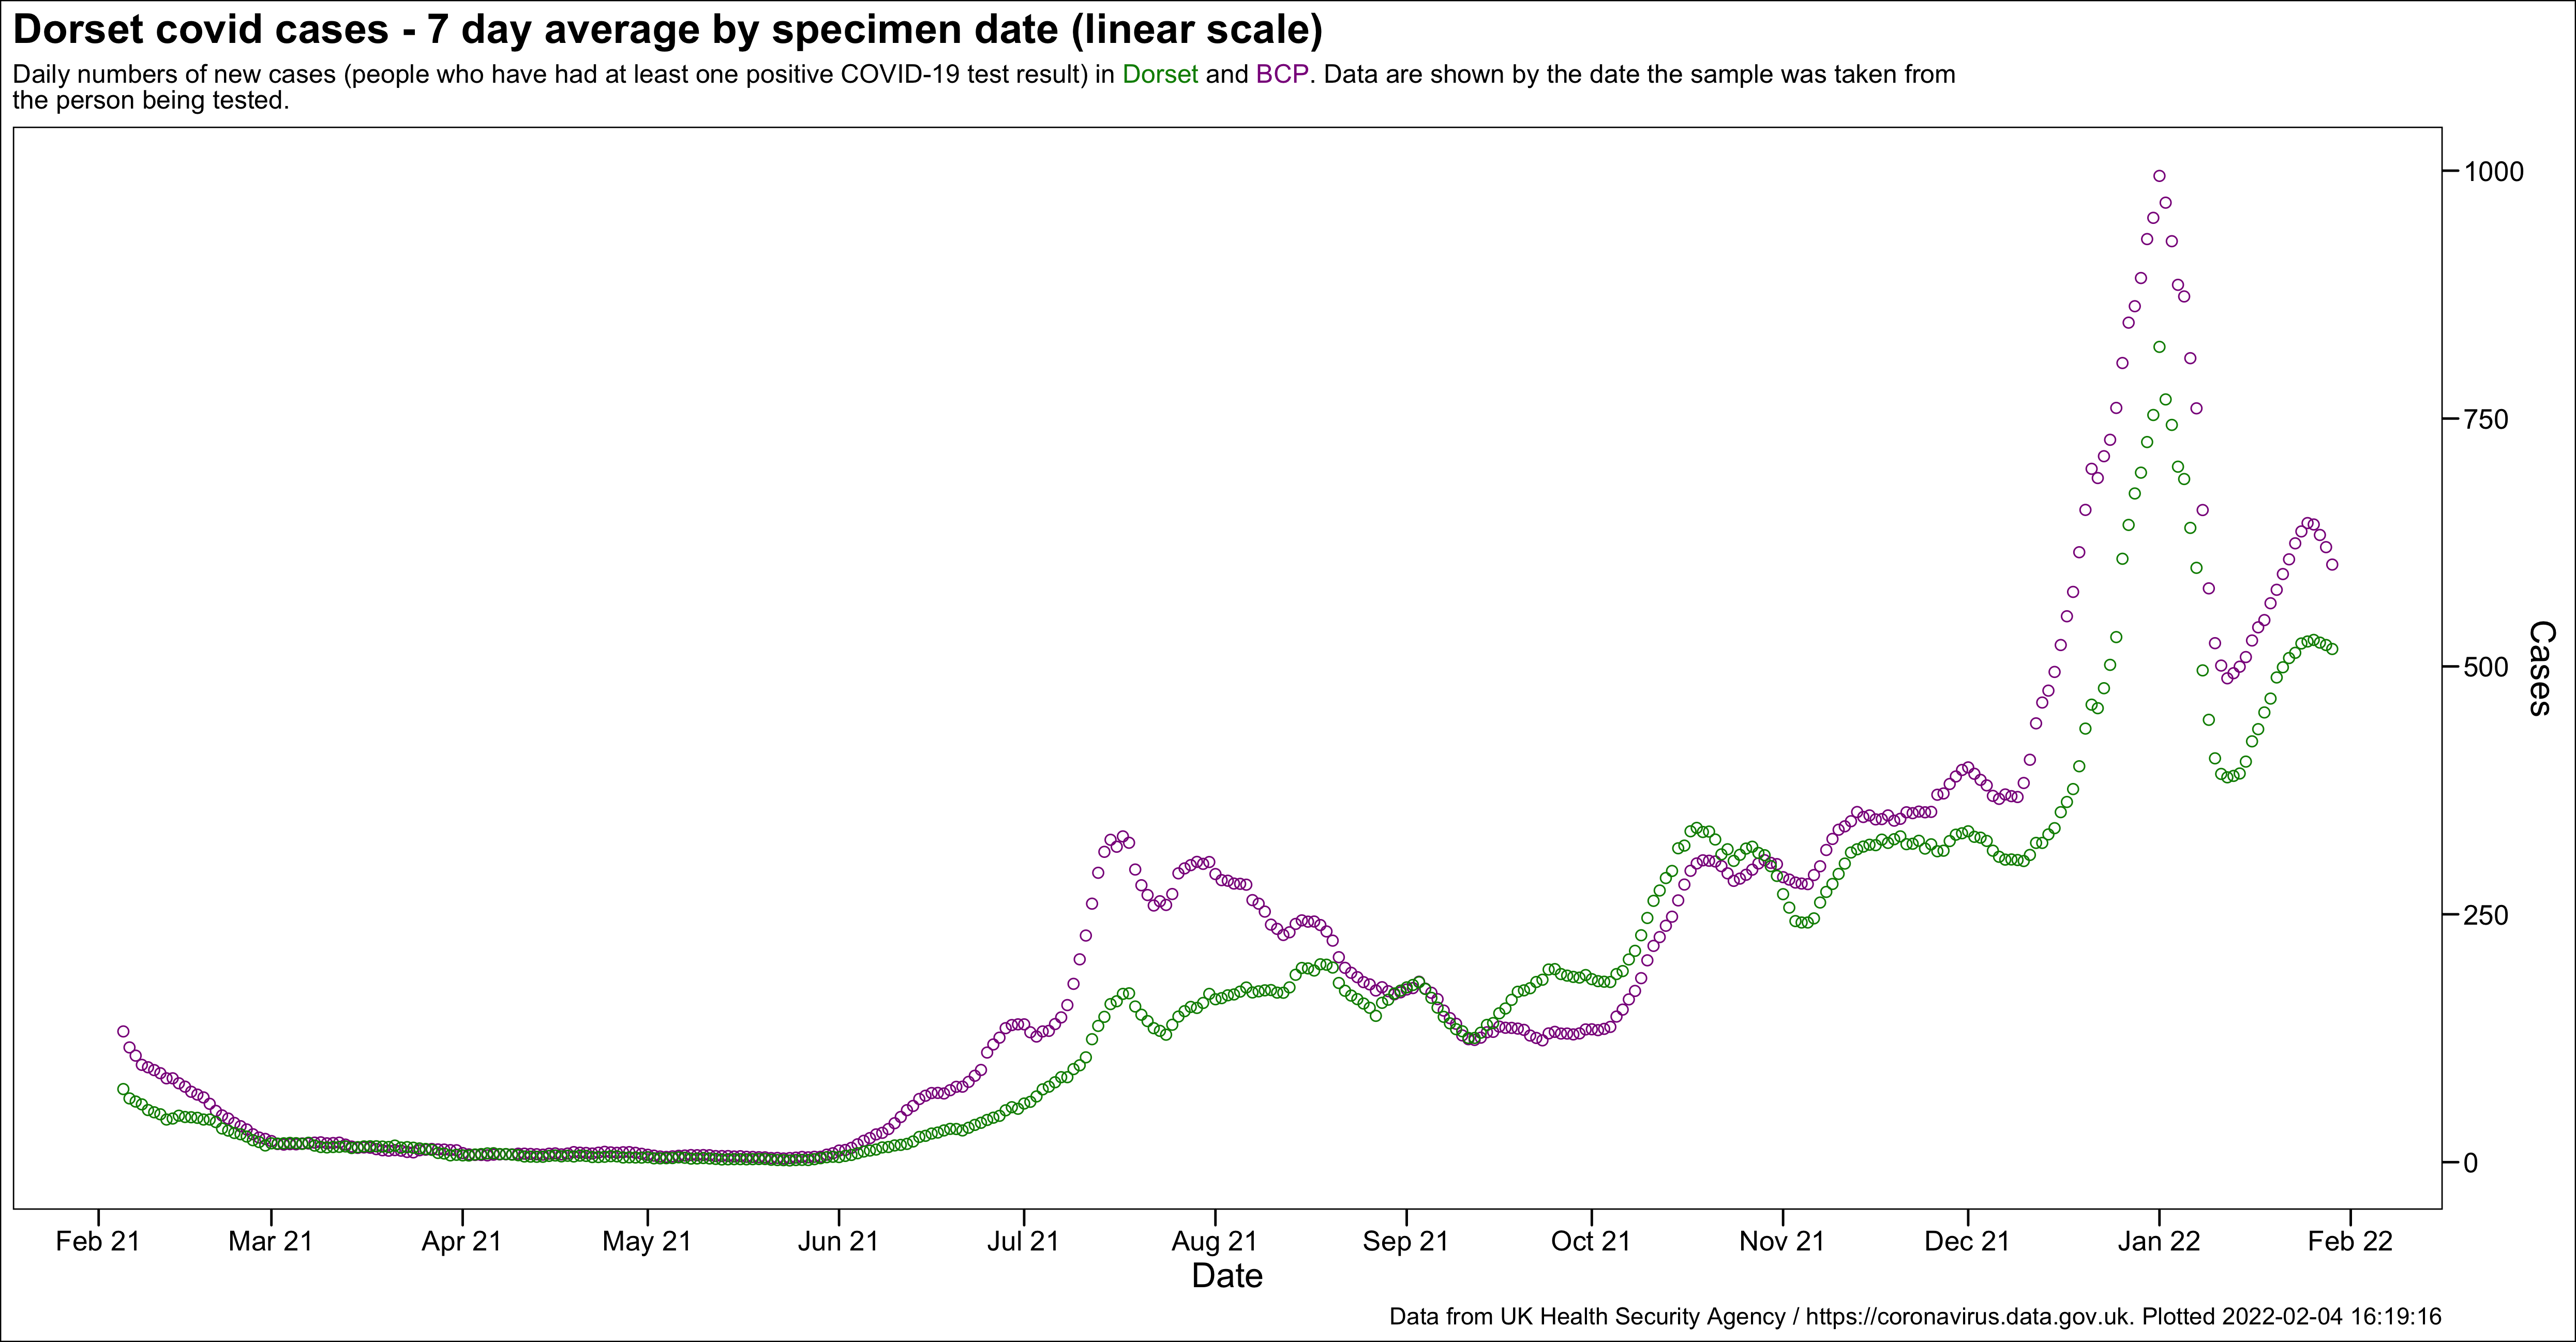 Dorset covid cases - 7 day average by specimen date (linear scale)
Daily numbers of new cases (people who have had at least one positive COVID-19 test result) in Dorset and BCP. Data are shown by the date the sample was taken from
the person being tested.
1000
750
500
250
0
Cases
Feb 21 Mar 21 Apr 21 May 21 Jun 21 Jul 21 Aug 21 Sep 21 Oct 21 Nov 21 Dec 21 Jan 22 Feb 22
Date
Data from UK Health Security Agency / https://coronavirus.data.gov.uk. Plotted 2022-02-04 16:19:16